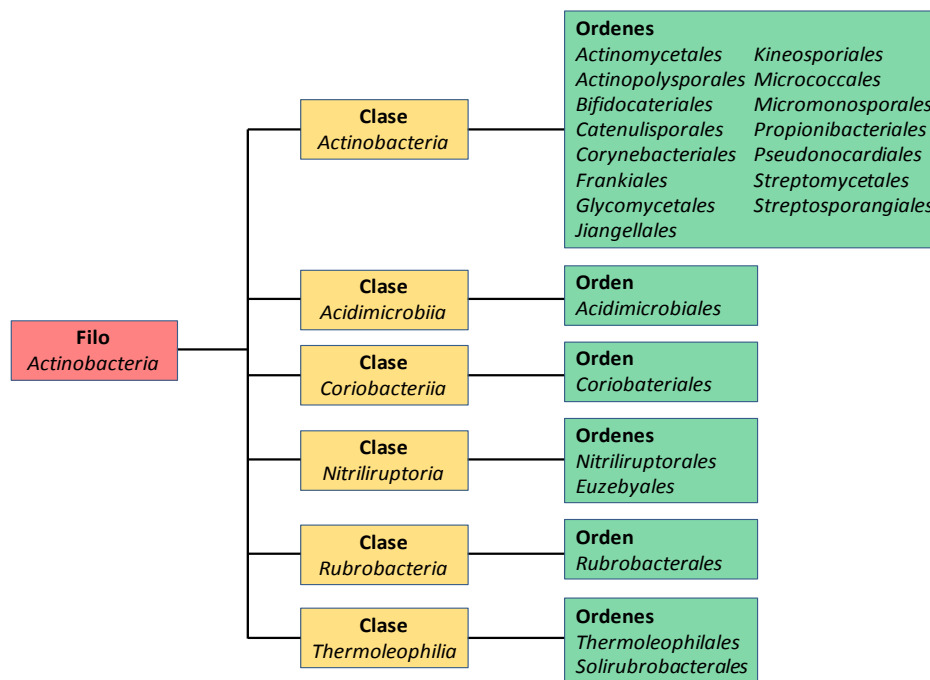 Filo
Actinobacteria
Clase
Actinobacteria
Ordenes
Actinomycetales Kineosporiales
Actinopolysporales Micrococcales
Bifidocateriales Micromonosporales
Catenulisporales Propionibacteriales
Corynebacteriales Pseudonocardiales
Frankiales Streptomycetales
Glycomycetales Streptosporangiales
Jiangellales
Clase
Acidimicrobiia
Orden
Acidimicrobiales
Clase
Coriobacteriia
Orden
Coriobateriales
Clase
Nitriliruptoria
Ordenes
Nitriliruptorales
Euzebyales
Clase
Rubrobacteria
Orden
Rubrobacterales
Clase
Thermoleophilia
Ordenes
Thermoleophilales
Solirubrobacterales